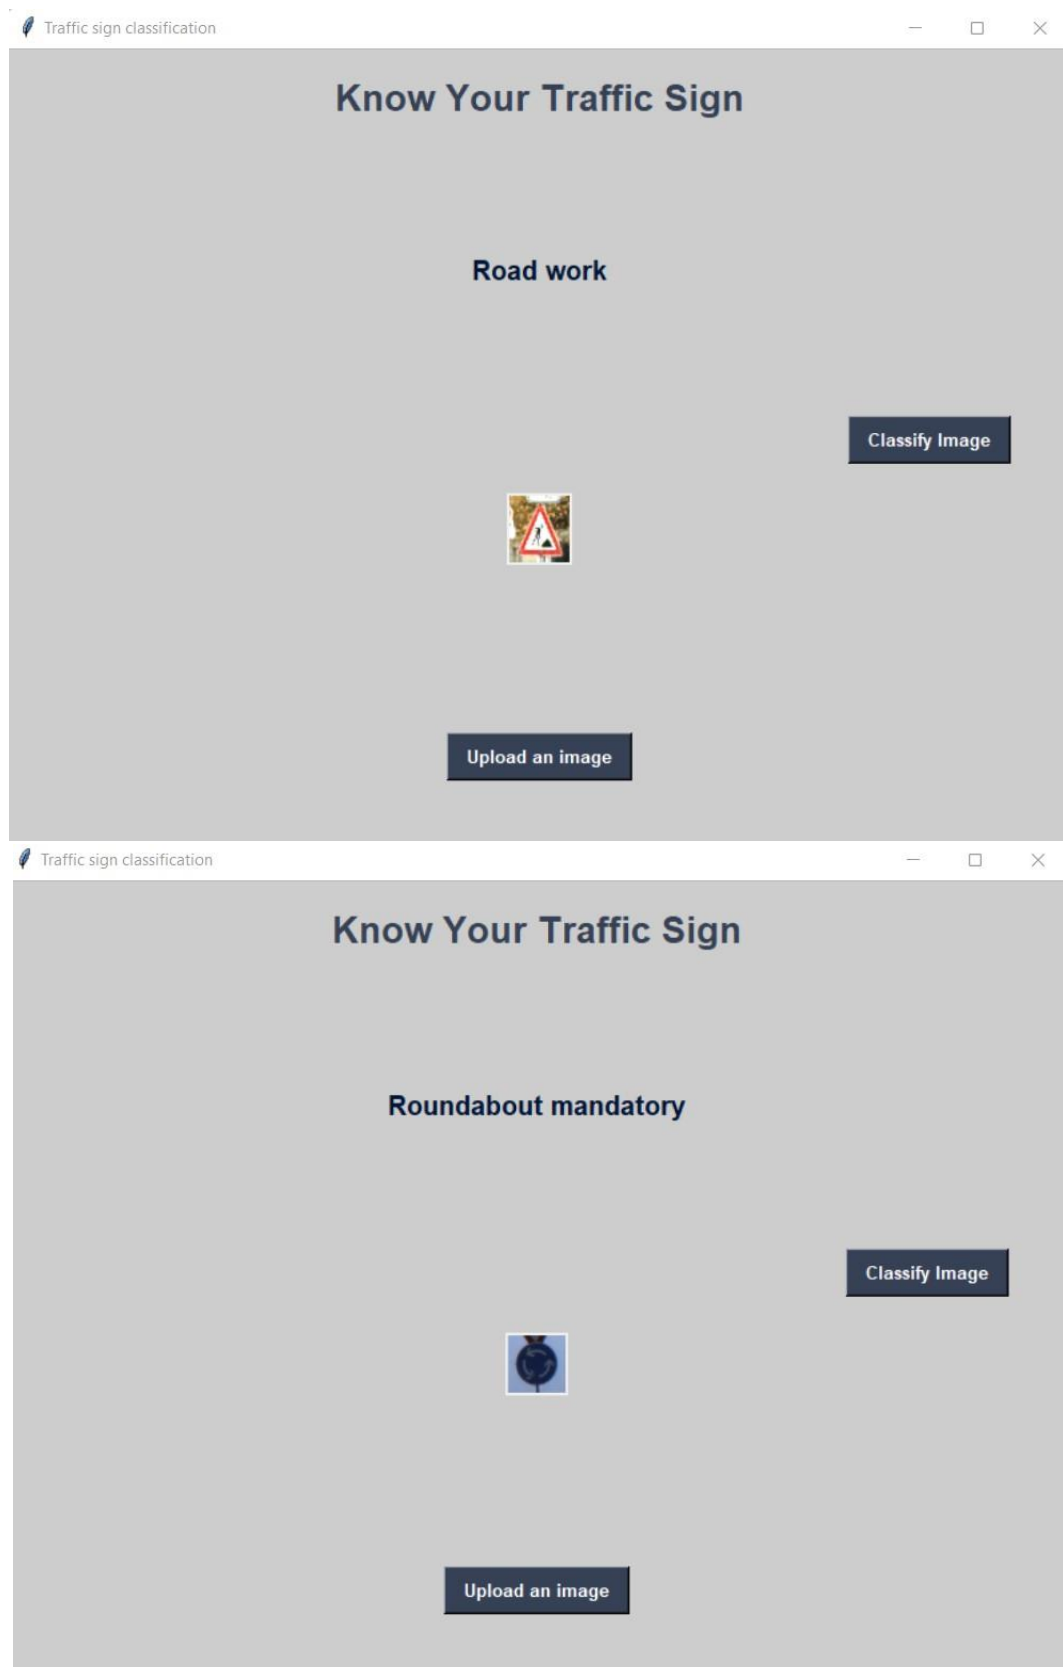 Traffic sign classification
Know Your Traffic Sign
Road work
Classify Image
Upload an image
Traffic sign classification
Know Your Traffic Sign
Roundabout mandatory
Classify Image
Upload an image